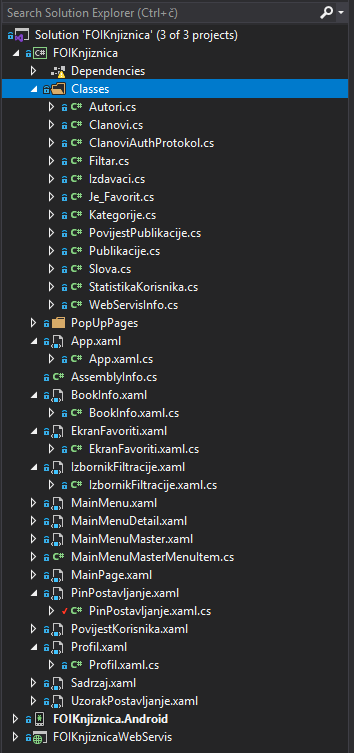 Search Solution Explorer (Ctrl+č)
Solution 'FOIKnjiznica' (3 of 3 projects)
C# FOIKnjiznica
Dependencies
Classes
C# Autori.cs
C# Clanovi.cs
C# ClanoviAuthProtokol.cs
C# Filtar.cs
C# Izdavaci.cs
C# Je_Favorit.cs
C# Kategorije.cs
C# PovijestPublikacije.cs
C# Publikacije.cs
C# Slova.cs
C# StatistikaKorisnika.cs
C# WebServisInfo.cs
PopUpPages
App.xaml
C# App.xaml.cs
C# AssemblyInfo.cs
BookInfo.xaml
C# BookInfo.xaml.cs
EkranFavoriti.xaml
C# EkranFavoriti.xaml.cs
IzbornikFiltracije.xaml
C# IzbornikFiltracije.xaml.cs
MainMenu.xaml
MainMenuDetail.xaml
MainMenuMaster.xaml
C# MainMenuMasterMenuItem.cs
MainPage.xaml
PinPostavljanje.xaml
C# PinPostavljanje.xaml.cs
PovijestKorisnika.xaml
Profil.xaml
C# Profil.xaml.cs
Sadrzaj.xaml
UzorakPostavljanje.xaml
FOIKnjiznica.Android
FOIKnjiznicaWebServis